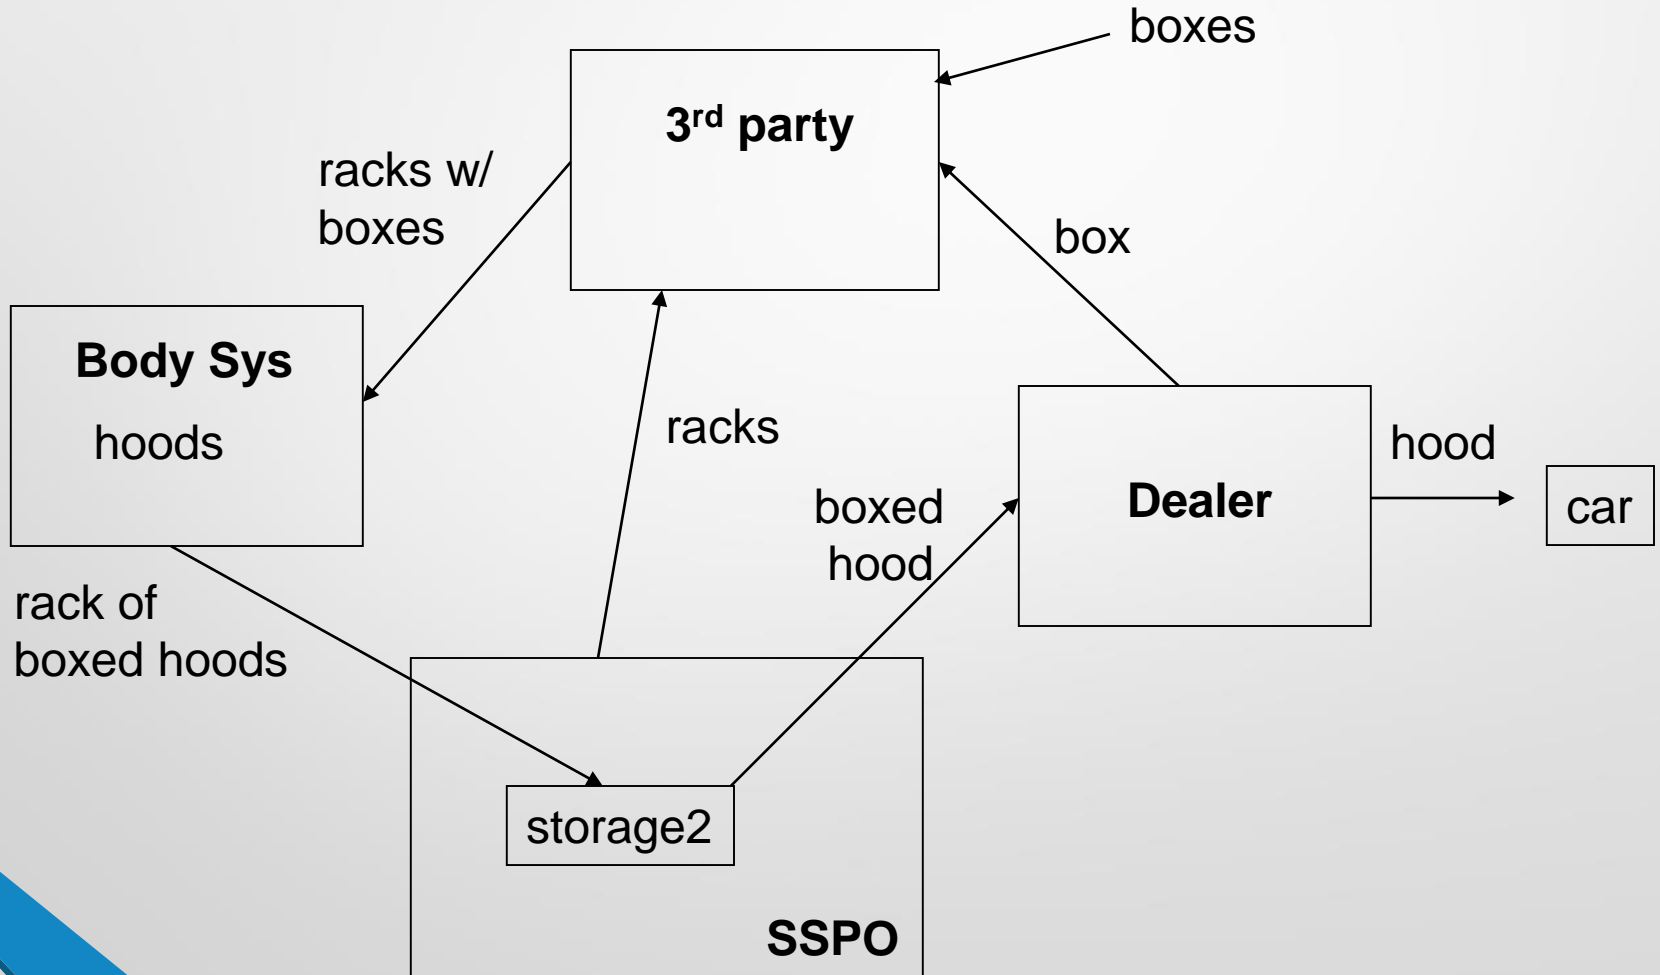 boxes
3rd party
racks w/
boxes
box
Body Sys
hoods
racks
hood
boxed
hood
Dealer
car
rack of
boxed hoods
storage2
SSPO